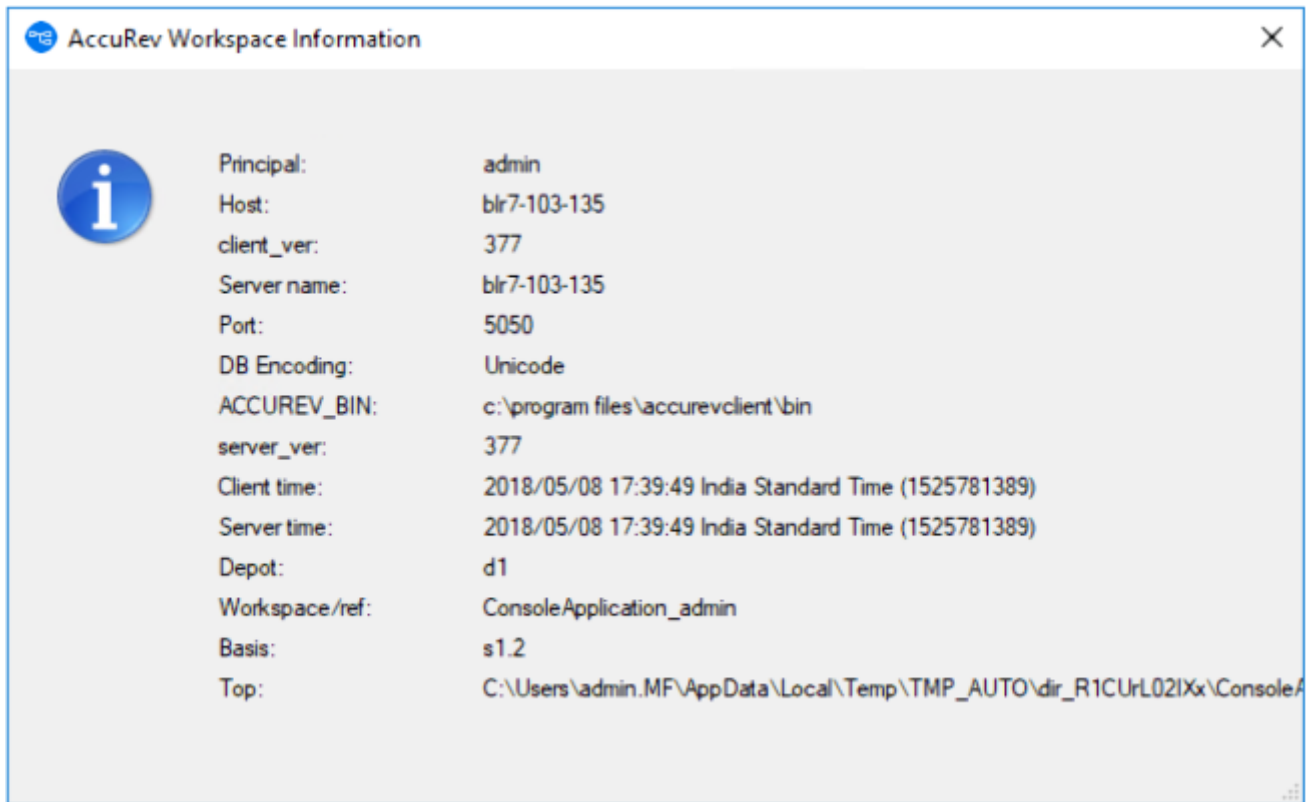 AccuRev Workspace Information
Principal: admin
Host: blr7-103-135
client_ver: 377
Server name: blr7-103-135
Port: 5050
DB Encoding: Unicode
ACCUREV_BIN: c:\program files\accurevclient\bin
server_ver: 377
Client time: 2018/05/08 17:39:49 India Standard Time (1525781389)
Server time: 2018/05/08 17:39:49 India Standard Time (1525781389)
Depot: d1
Workspace/ref: ConsoleApplication_admin
Basis: s1.2
Top: C:\Users\admin.MF\AppData\Local\Temp\TMP_AUTO\dir_R1CUrL02IXx\ConsoleA